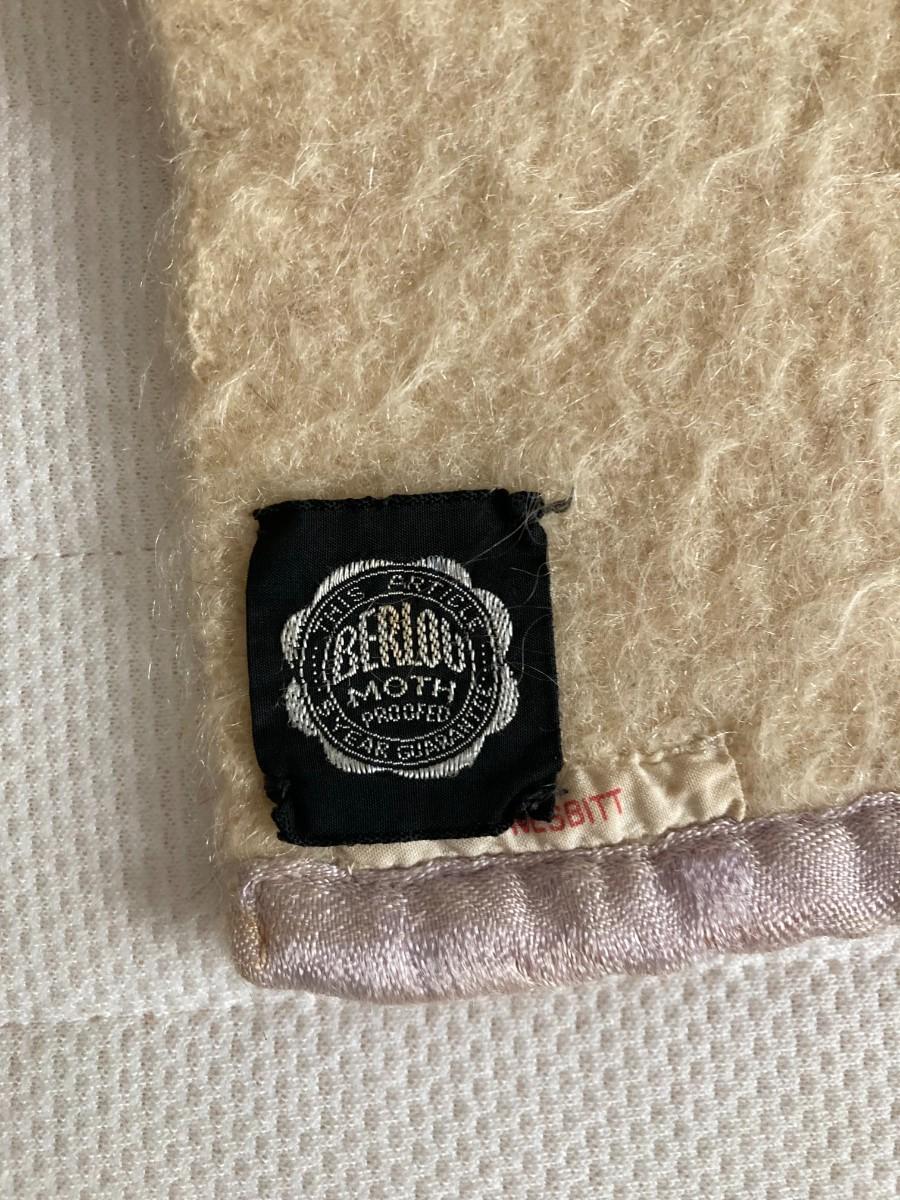 THIS ARTICLE
BERLOU
MOTH
PROOFED
5 YEAR GUARANTEE
NESBITT